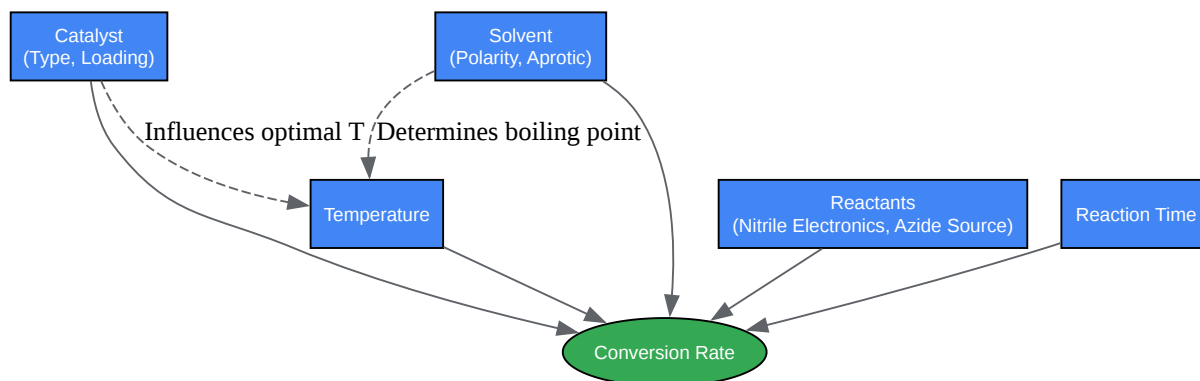 Catalyst
(Type, Loading)
Solvent
(Polarity, Aprotic)
Influences optimal T
Determines boiling point
Temperature
Reactants
(Nitrile Electronics, Azide Source)
Reaction Time
Conversion Rate